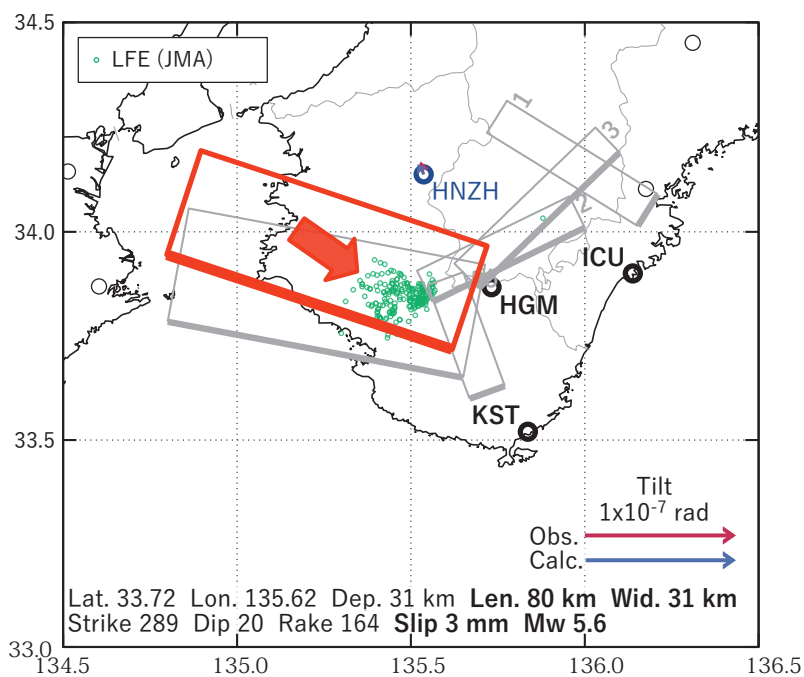 34.5
LFE (JMA)
1
3
HNZH
2
34.0
ICU
HGM
KST
33.5
Tilt
1x10⁻⁷ rad
Obs.
Calc.
Lat. 33.72 Lon. 135.62 Dep. 31 km Len. 80 km Wid. 31 km
Strike 289 Dip 20 Rake 164 Slip 3 mm Mw 5.6
33.0
134.5 135.0 135.5 136.0 136.5